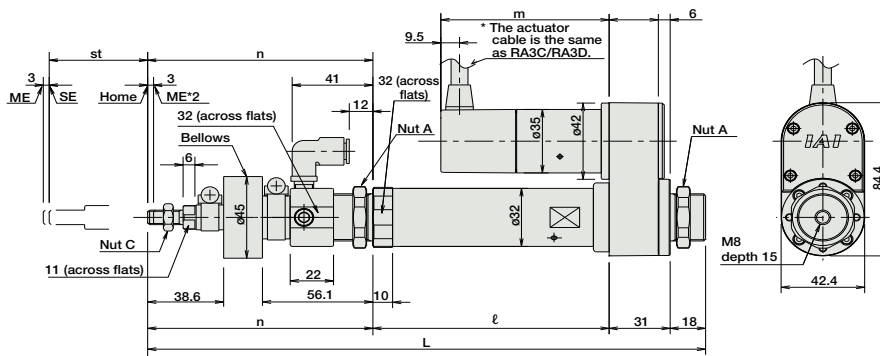 m
6
9.5
* The actuator
cable is the same
as RA3C/RA3D.
st
n
3
3
41
32 (across
flats)
ME
SE
Home
ME*2
12
32 (across flats)
Bellows
Nut A
Nut A
6
ø35
ø42
IAI
84.4
ø45
ø32
Nut C
11 (across flats)
M8
depth 15
22
38.6
56.1
10
42.4
n
ℓ
31
18
L